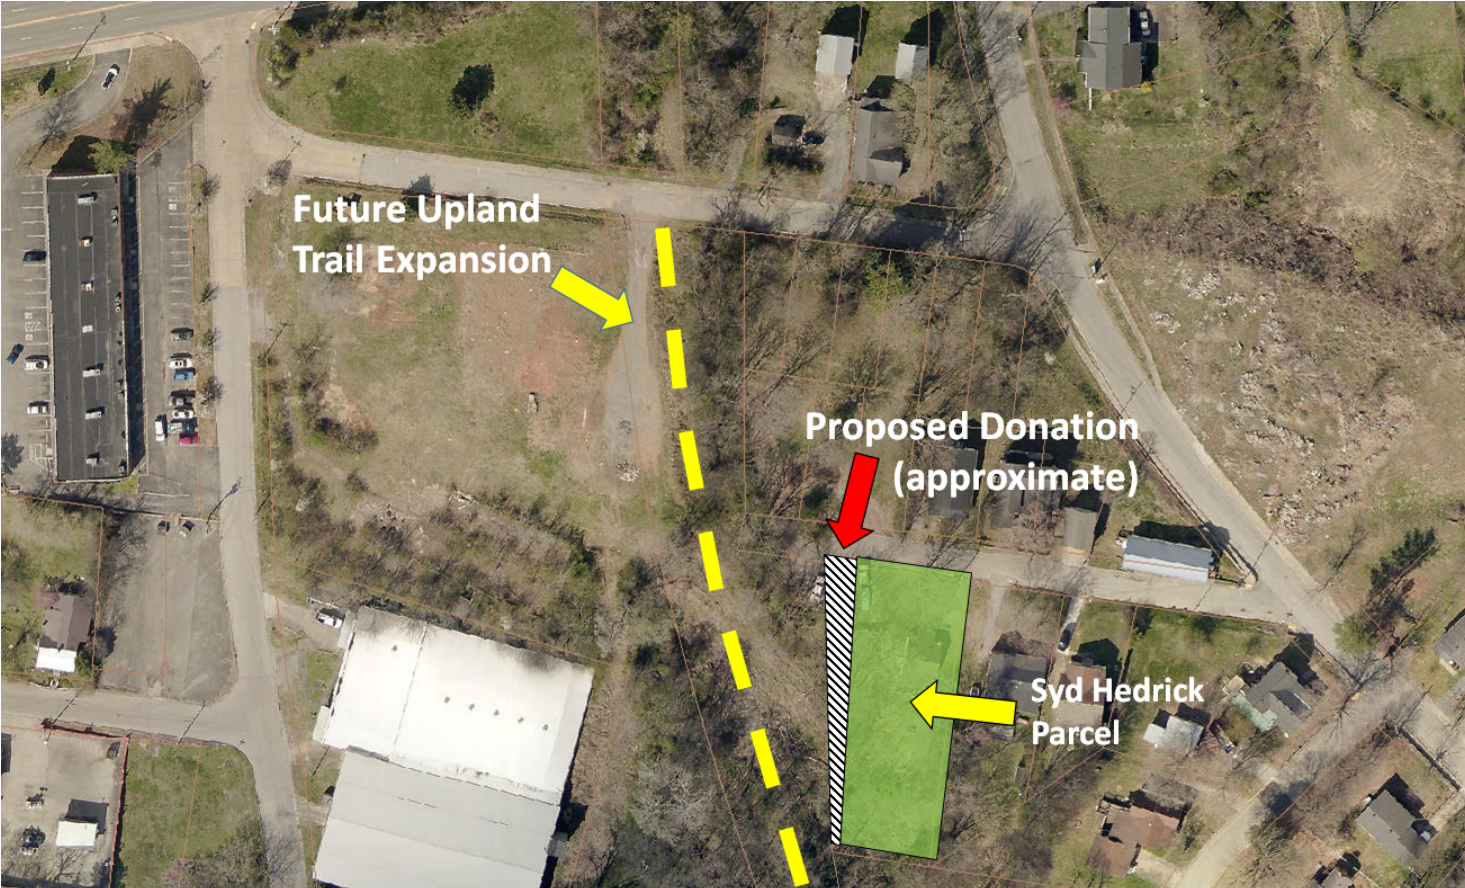 Future Upland
Trail Expansion
Proposed Donation
(approximate)
Syd Hedrick
Parcel